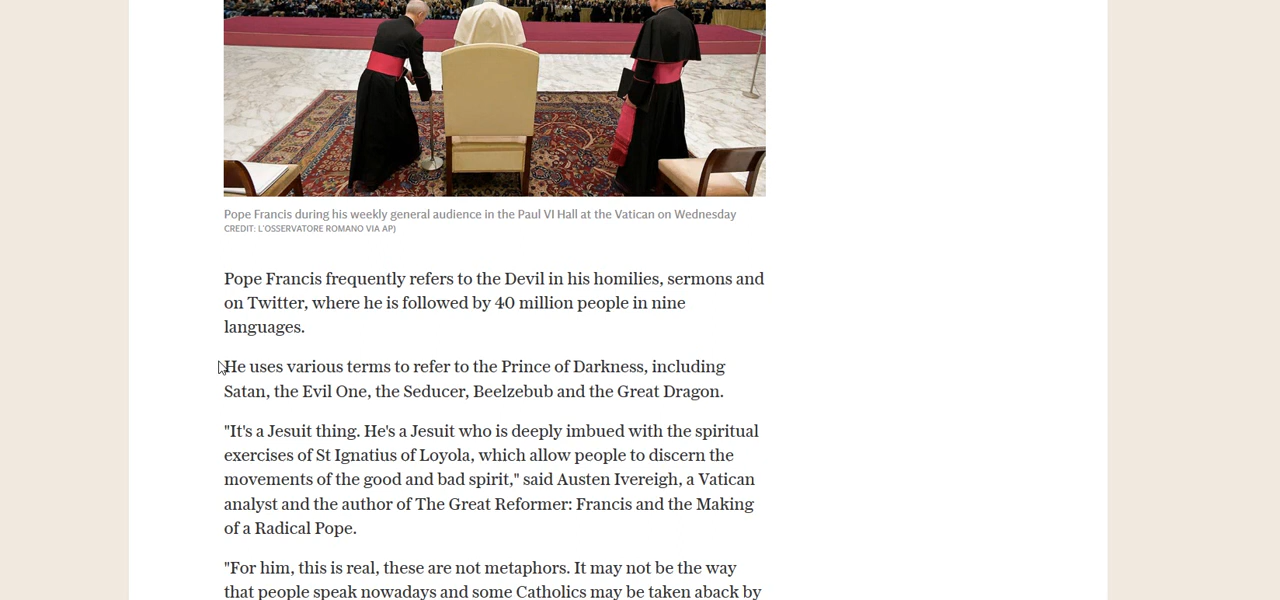 Pope Francis during his weekly general audience in the Paul VI Hall at the Vatican on Wednesday
CREDIT: L'OSSERVATORE ROMANO VIA AP)
Pope Francis frequently refers to the Devil in his homilies, sermons and
on Twitter, where he is followed by 40 million people in nine
languages.
He uses various terms to refer to the Prince of Darkness, including
Satan, the Evil One, the Seducer, Beelzebub and the Great Dragon.
"It's a Jesuit thing. He's a Jesuit who is deeply imbued with the spiritual
exercises of St Ignatius of Loyola, which allow people to discern the
movements of the good and bad spirit," said Austen Ivereigh, a Vatican
analyst and the author of The Great Reformer: Francis and the Making
of a Radical Pope.
"For him, this is real, these are not metaphors. It may not be the way
that people speak nowadays and some Catholics may be taken aback by